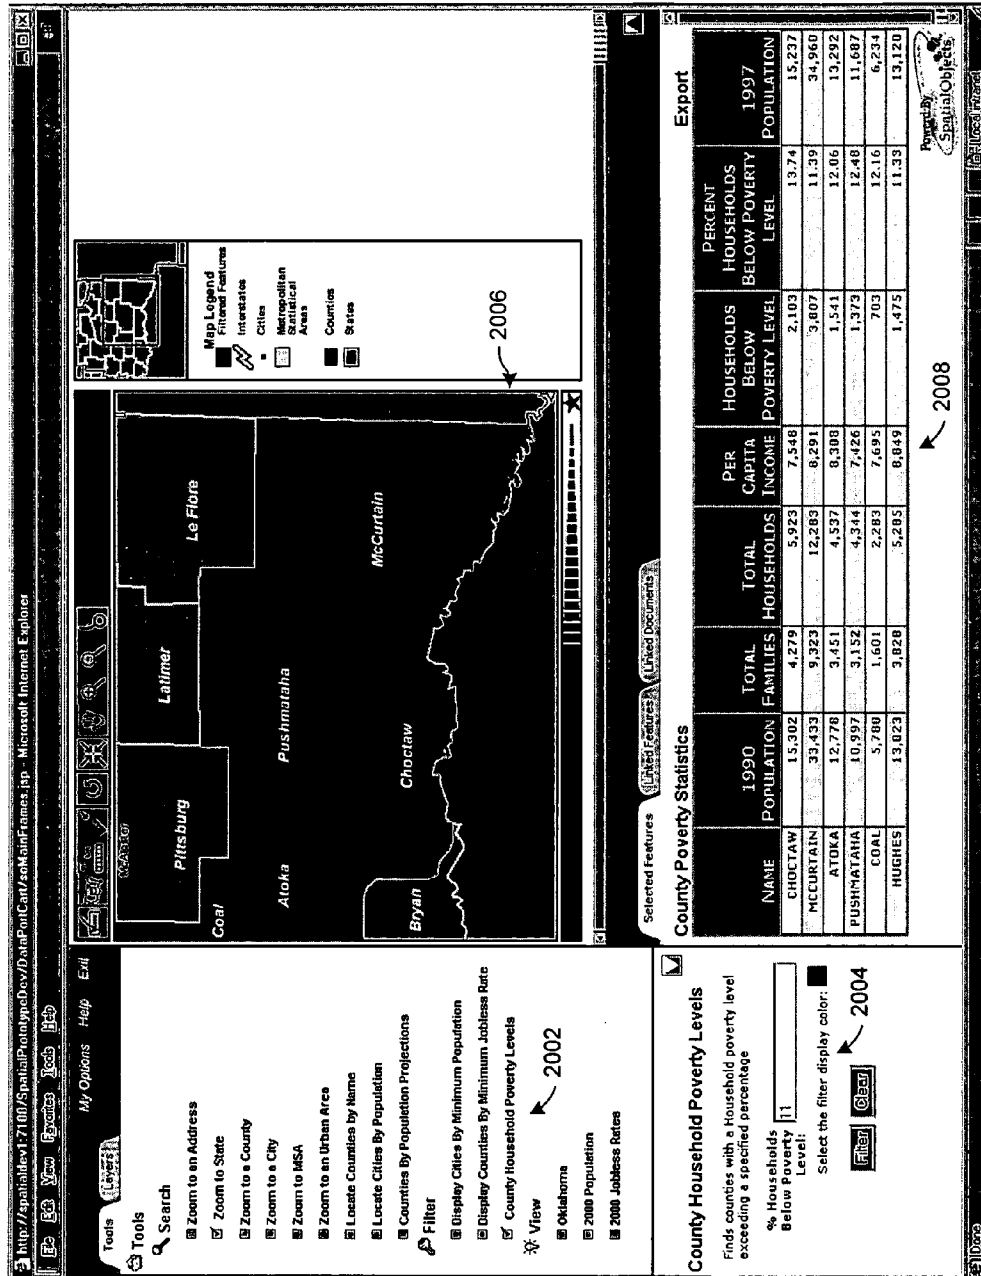 http://spatialdev1:7100/SpatialPrototypeDev/DataPortCart/soMainFrames.jsp - Microsoft Internet Explorer
File Edit View Favorites Tools Help
My Options Help Exit
Tools Layers
Tools
Search
Zoom to an Address
Zoom to State
Zoom to a County
Zoom to a City
Zoom to MSA
Zoom to an Urban Area
Locate Counties by Name
Locate Cities By Population
Counties By Population Projections
Filter
Display Cities By Minimum Population
Display Counties By Minimum Jobless Rate
County Household Poverty Levels
View
2002
Oklahoma
2000 Population
2000 Jobless Rates
McAlester
Pittsburg
Latimer
Le Flore
Coal
Atoka
Pushmataha
McCurtain
Bryan
Choctaw
Map Legend
Filtered Features
Interstates
Cities
Metropolitan
Statistical
Areas
Counties
States
2006
County Household Poverty Levels
Finds counties with a Household poverty level
exceeding a specified percentage
% Households
Below Poverty
Level:
11
Select the filter display color:
Filter Clear
2004
Selected Features Linked Features Linked Documents
County Poverty Statistics Export
NAME 1990 POPULATION TOTAL FAMILIES TOTAL HOUSEHOLDS PER CAPITA INCOME HOUSEHOLDS BELOW POVERTY LEVEL PERCENT HOUSEHOLDS BELOW POVERTY LEVEL 1997 POPULATION
CHOCTAW 15,302 4,279 5,923 7,548 2,103 13.74 15,237
MCCURTAIN 33,433 9,323 12,283 8,291 3,807 11.39 34,960
ATOKA 12,778 3,451 4,537 8,308 1,541 12.06 13,292
PUSHMATAHA 10,997 3,152 4,344 7,426 1,373 12.48 11,687
COAL 5,780 1,601 2,283 7,695 703 12.16 6,234
HUGHES 13,023 3,828 5,285 8,849 1,475 11.33 13,120
2008
Powered By
SpatialObjects
Done
Local intranet